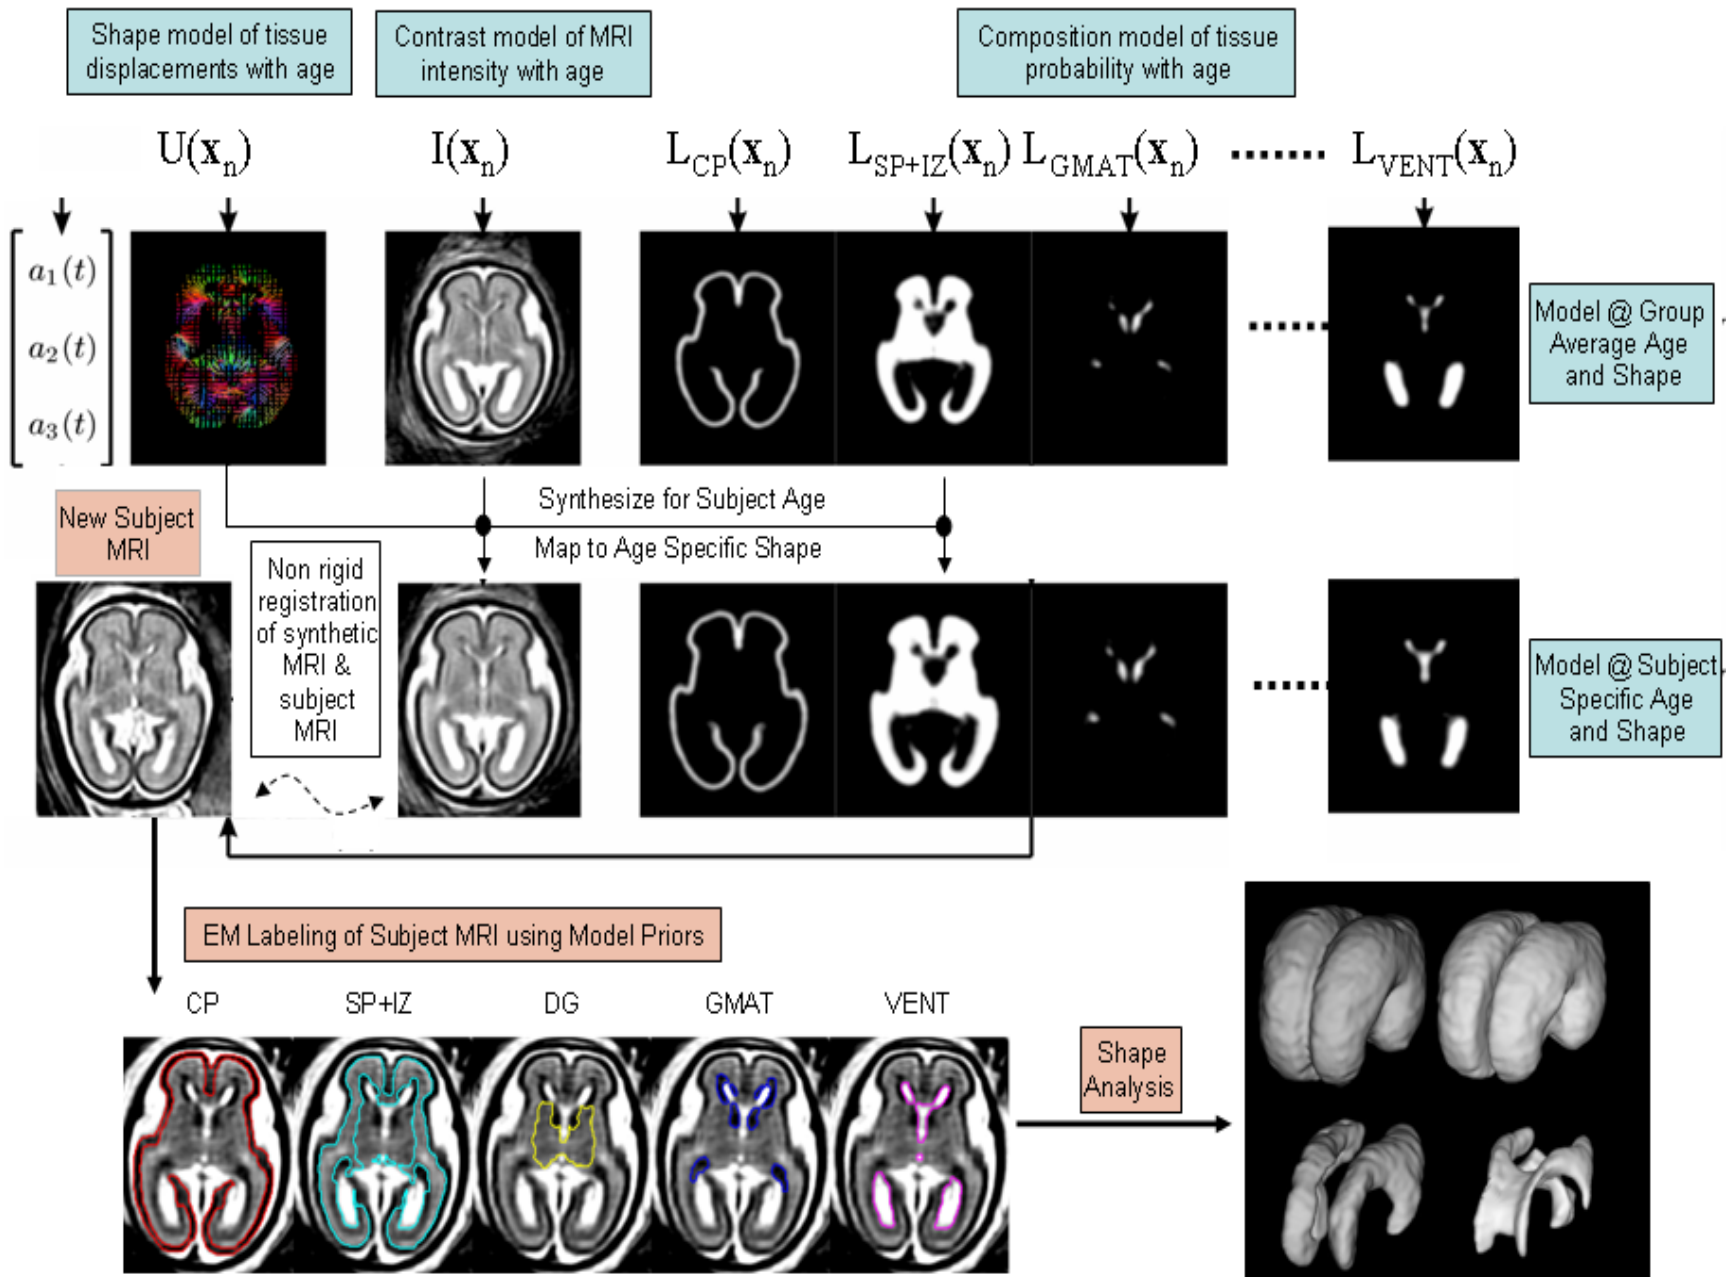 Shape model of tissue
displacements with age
Contrast model of MRI
intensity with age
Composition model of tissue
probability with age
U(xₙ)
I(xₙ)
L_CP(xₙ)
L_SP+IZ(xₙ)
L_GMAT(xₙ)
L_VENT(xₙ)
a₁(t)
a₂(t)
a₃(t)
Model @ Group
Average Age
and Shape
Synthesize for Subject Age
Map to Age Specific Shape
New Subject
MRI
Non rigid
registration
of synthetic
MRI &
subject
MRI
Model @ Subject
Specific Age
and Shape
EM Labeling of Subject MRI using Model Priors
CP
SP+IZ
DG
GMAT
VENT
Shape
Analysis